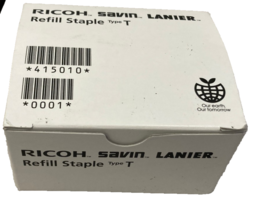 RICOH savin LANIER
Refill Staple Type T
*415010*
*0001*
Our earth,
Our tomorrow
RICOH savin LANIER
Refill Staple Type T